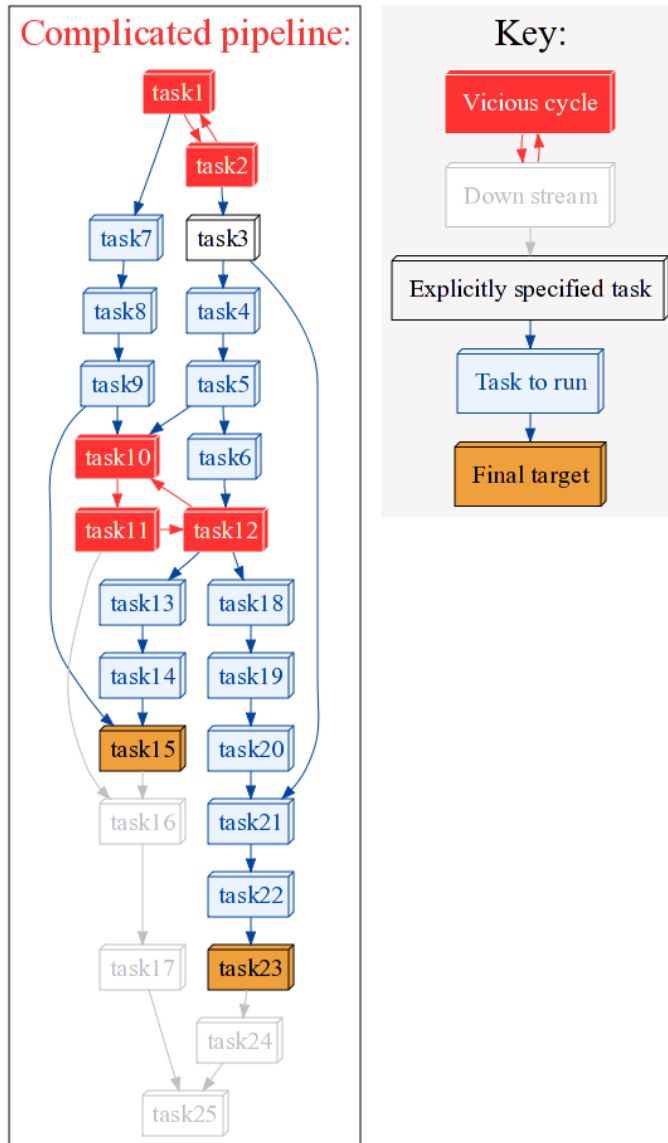 Complicated pipeline:
task1
task2
task7
task3
task8
task4
task9
task5
task10
task6
task11
task12
task13
task18
task14
task19
task15
task20
task16
task21
task22
task17
task23
task24
task25
Key:
Vicious cycle
Down stream
Explicitly specified task
Task to run
Final target